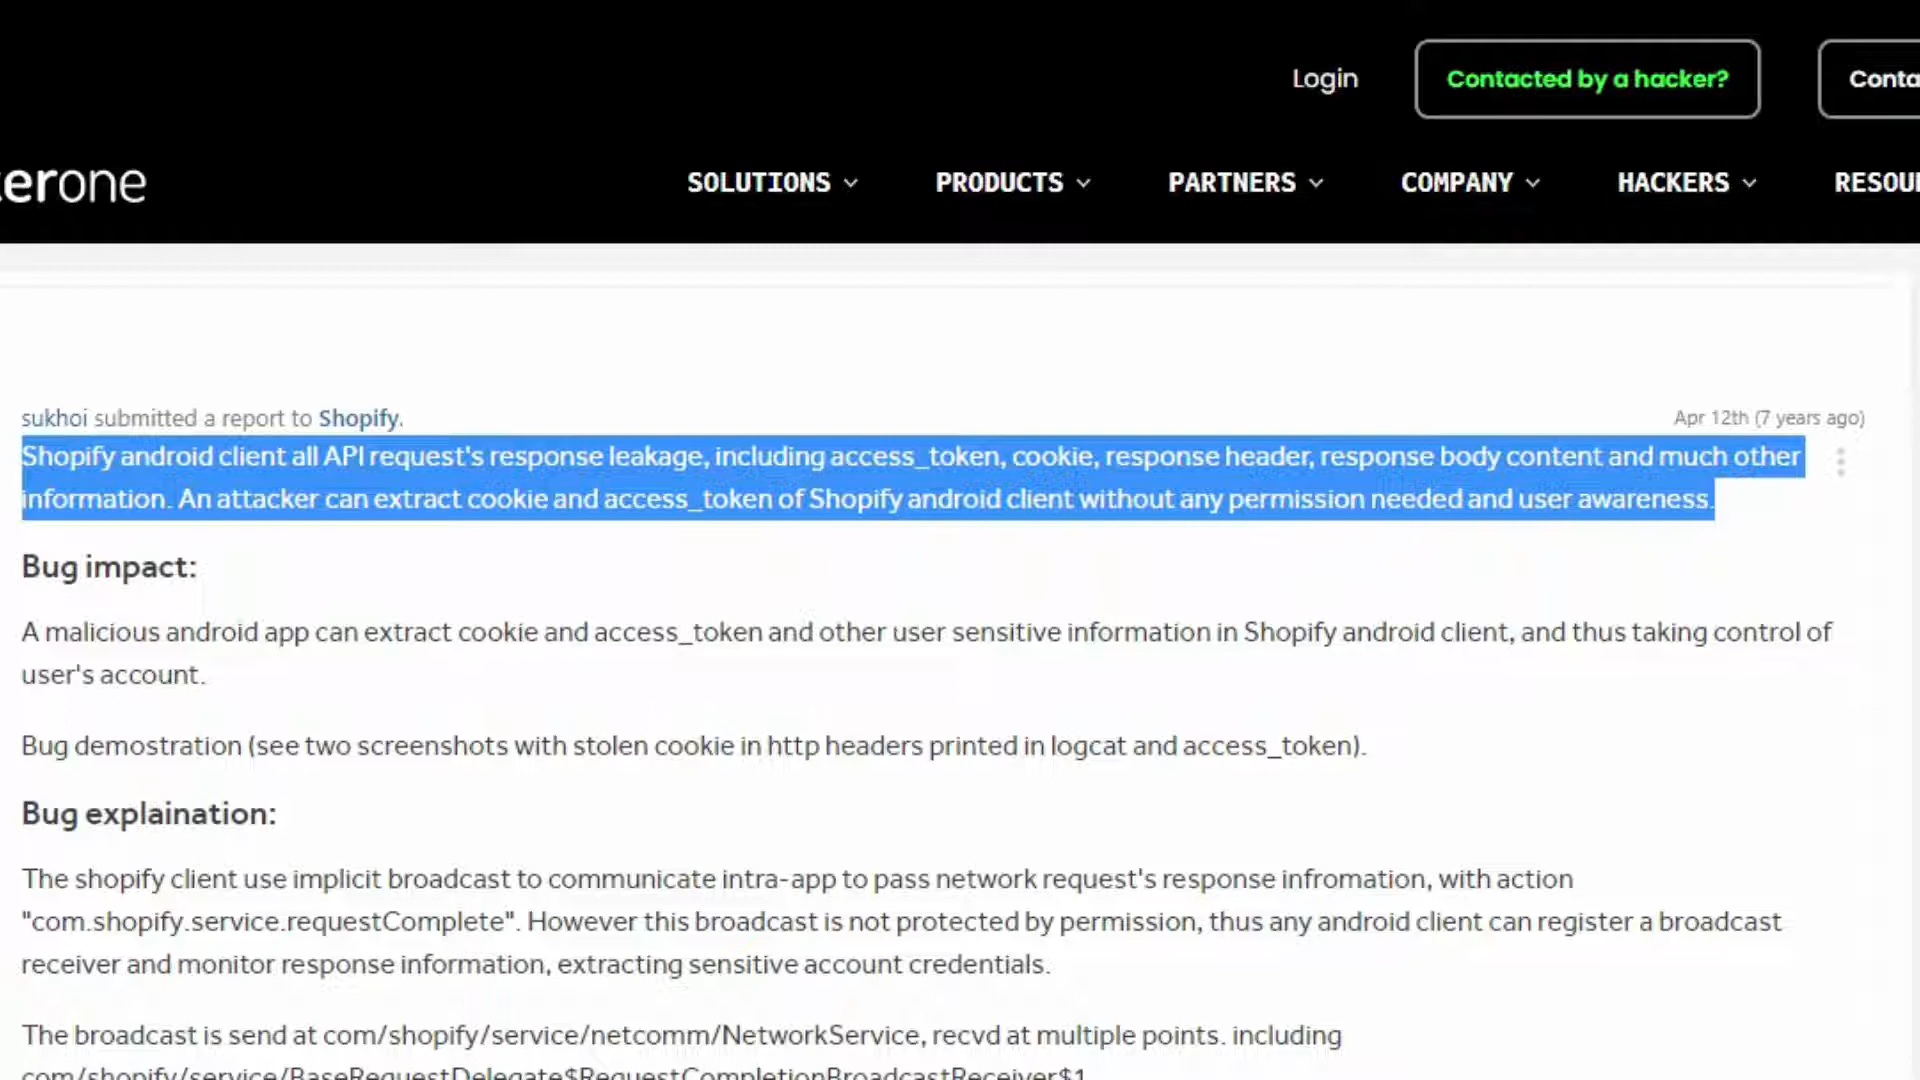 Login
Contacted by a hacker?
Conta
erone
SOLUTIONS
PRODUCTS
PARTNERS
COMPANY
HACKERS
RESOU
sukhoi submitted a report to Shopify.
Apr 12th (7 years ago)
Shopify android client all API request's response leakage, including access_token, cookie, response header, response body content and much other
information. An attacker can extract cookie and access_token of Shopify android client without any permission needed and user awareness.
Bug impact:
A malicious android app can extract cookie and access_token and other user sensitive information in Shopify android client, and thus taking control of
user's account.
Bug demostration (see two screenshots with stolen cookie in http headers printed in logcat and access_token).
Bug explaination:
The shopify client use implicit broadcast to communicate intra-app to pass network request's response infromation, with action
"com.shopify.service.requestComplete". However this broadcast is not protected by permission, thus any android client can register a broadcast
receiver and monitor response information, extracting sensitive account credentials.
The broadcast is send at com/shopify/service/netcomm/NetworkService, recvd at multiple points. including
com/shopify/service/BaseRequestDelegate$RequestCompletionBroadcastReceiver$1